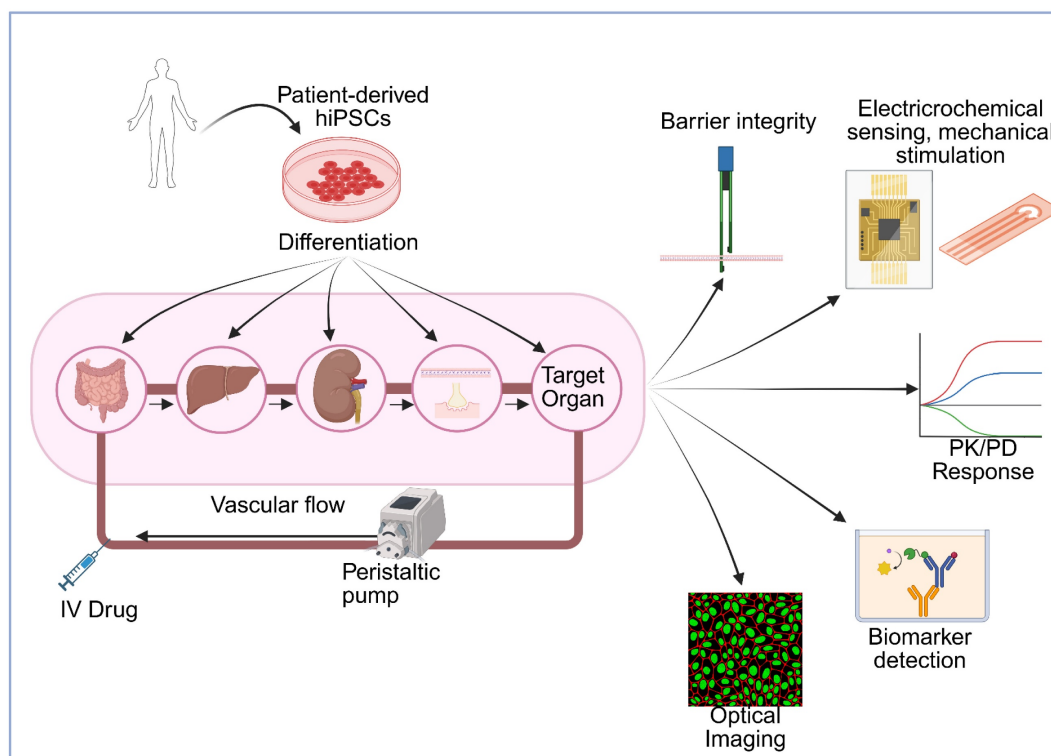 Patient-derived
hiPSCs
Differentiation
Target
Organ
Vascular flow
Peristaltic
pump
IV Drug
Barrier integrity
Electricrochemical
sensing, mechanical
stimulation
PK/PD
Response
Biomarker
detection
Optical
Imaging